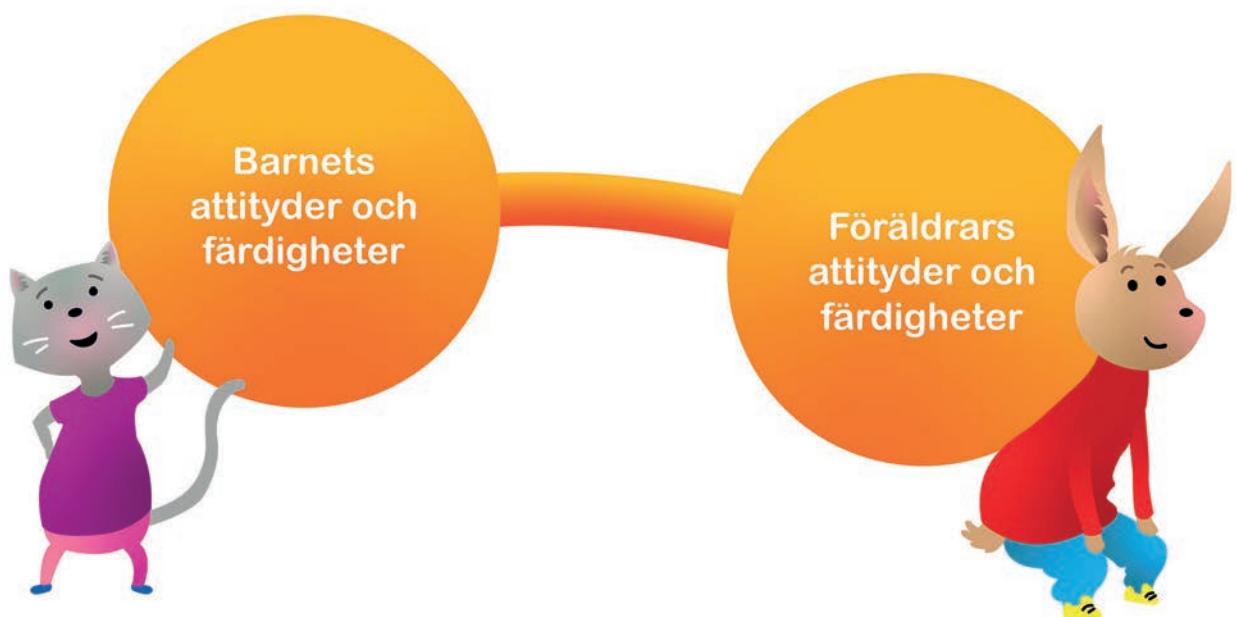 Barnets
attityder och
färdigheter
Föräldrars
attityder och
färdigheter